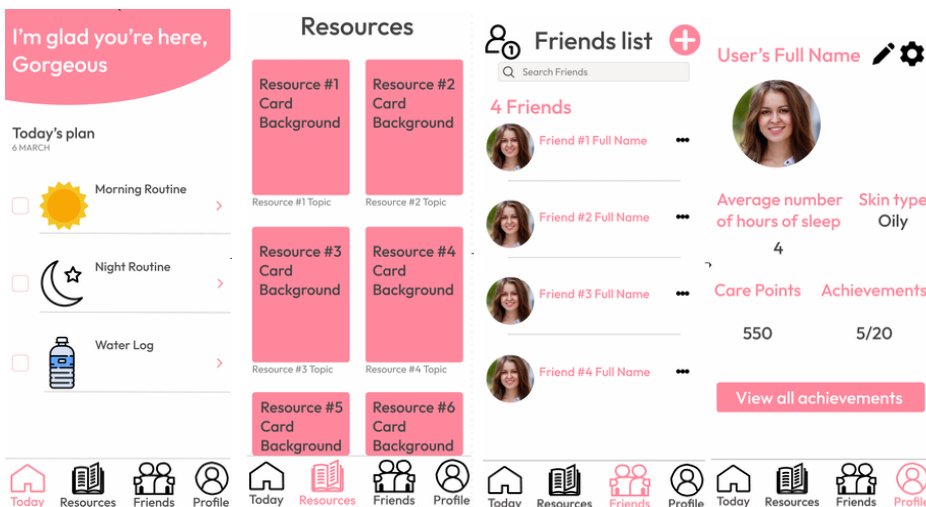 I'm glad you're here,
Gorgeous
Today's plan
6 MARCH
Morning Routine
Night Routine
Water Log
Today
Resources
Friends
Profile
Resources
Resource #1
Card
Background
Resource #2
Card
Background
Resource #1 Topic
Resource #2 Topic
Resource #3
Card
Background
Resource #4
Card
Background
Resource #3 Topic
Resource #4 Topic
Resource #5
Card
Background
Resource #6
Card
Background
Today
Resources
Friends
Profile
1
Friends list
Search Friends
4 Friends
Friend #1 Full Name
Friend #2 Full Name
Friend #3 Full Name
Friend #4 Full Name
Today
Resources
Friends
Profile
User's Full Name
Average number
of hours of sleep
4
Skin type
Oily
Care Points
550
Achievements
5/20
View all achievements
Today
Resources
Friends
Profile